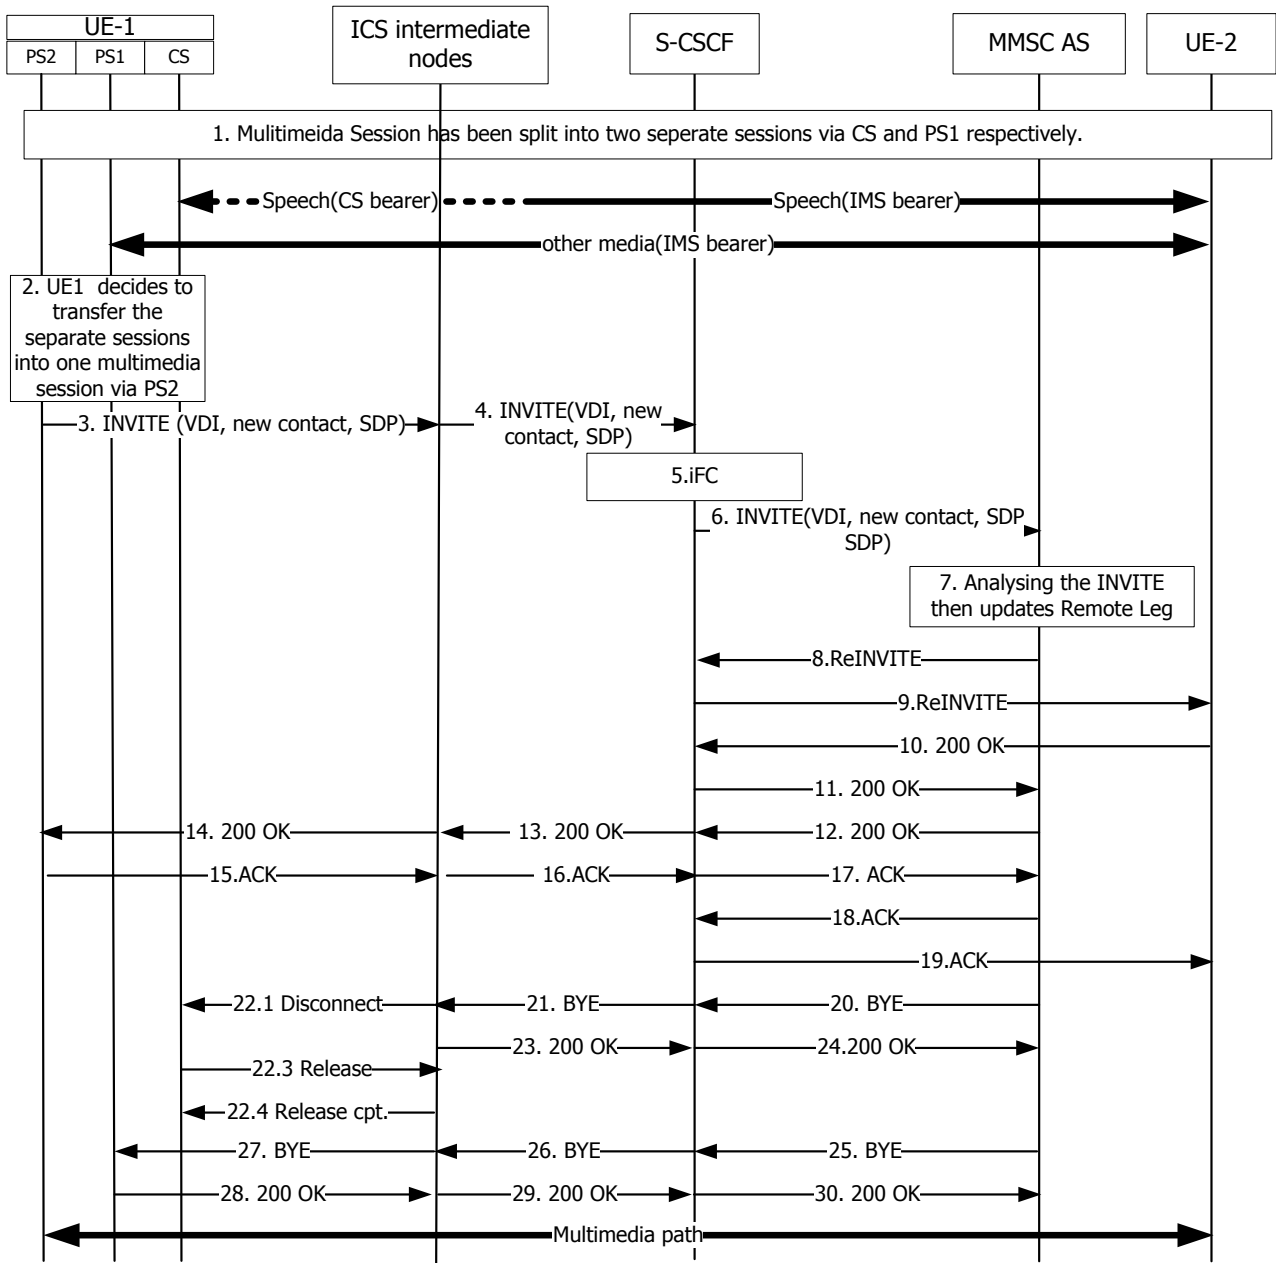 UE-1
PS2
PS1
CS
ICS intermediate
nodes
S-CSCF
MMSC AS
UE-2
1. Mulitimeida Session has been split into two seperate sessions via CS and PS1 respectively.
Speech(CS bearer)
Speech(IMS bearer)
other media(IMS bearer)
2. UE1 decides to
transfer the
separate sessions
into one multimedia
session via PS2
3. INVITE (VDI, new contact, SDP)
4. INVITE(VDI, new
contact, SDP)
5.iFC
6. INVITE(VDI, new contact, SDP
SDP)
7. Analysing the INVITE
then updates Remote Leg
8.ReINVITE
9.ReINVITE
10. 200 OK
11. 200 OK
14. 200 OK
13. 200 OK
12. 200 OK
15.ACK
16.ACK
17. ACK
18.ACK
19.ACK
22.1 Disconnect
21. BYE
20. BYE
23. 200 OK
24.200 OK
22.3 Release
22.4 Release cpt.
27. BYE
26. BYE
25. BYE
28. 200 OK
29. 200 OK
30. 200 OK
Multimedia path